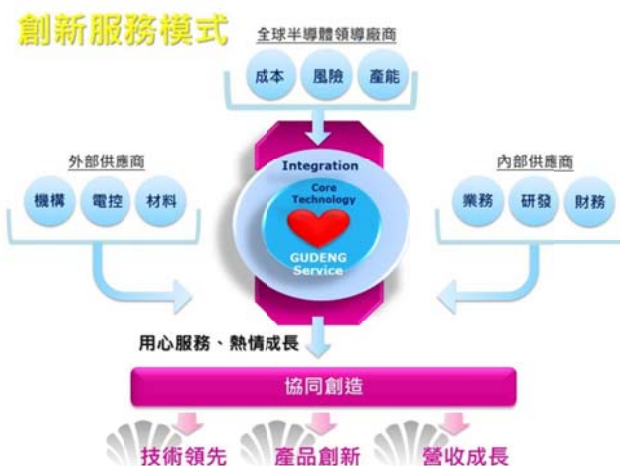 創新服務模式
全球半導體領導廠商
成本 風險 產能
外部供應商
機構 電控 材料
內部供應商
業務 研發 財務
Integration
Core
Technology
GUDENG
Service
用心服務、熱情成長
協同創造
技術領先 產品創新 營收成長